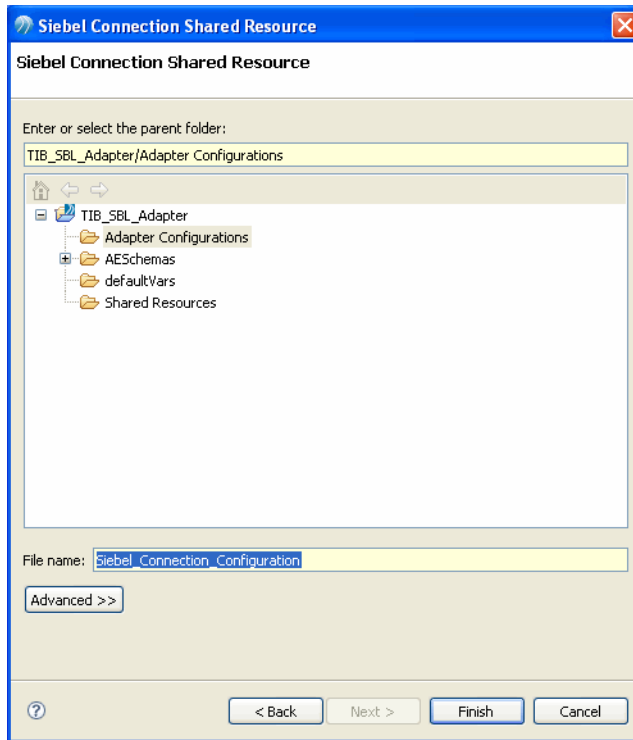 Siebel Connection Shared Resource
Siebel Connection Shared Resource
Enter or select the parent folder:
TIB_SBL_Adapter/Adapter Configurations
TIB_SBL_Adapter
Adapter Configurations
AESchemas
defaultVars
Shared Resources
File name: Siebel_Connection_Configuration
Advanced >>
? < Back Next > Finish Cancel